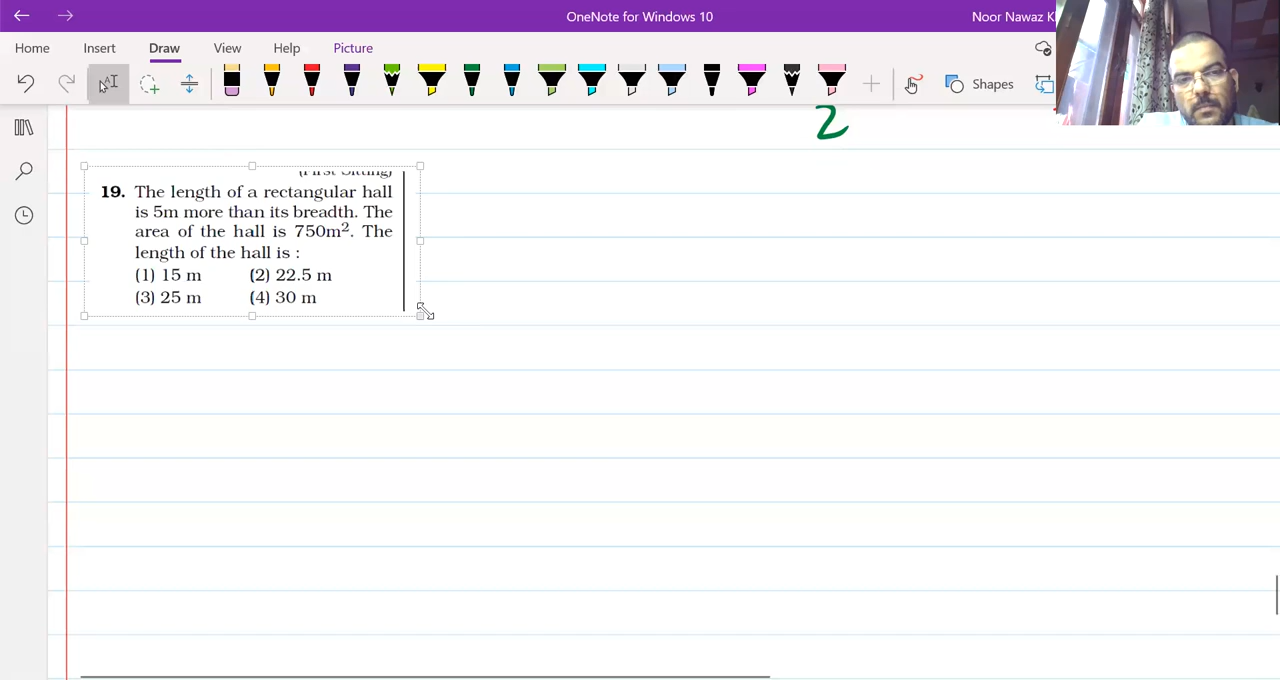 OneNote for Windows 10
Noor Nawaz K
Home Insert Draw View Help Picture
Shapes
2
(First Sitting)
19. The length of a rectangular hall
is 5m more than its breadth. The
area of the hall is 750m². The
length of the hall is :
(1) 15 m (2) 22.5 m
(3) 25 m (4) 30 m